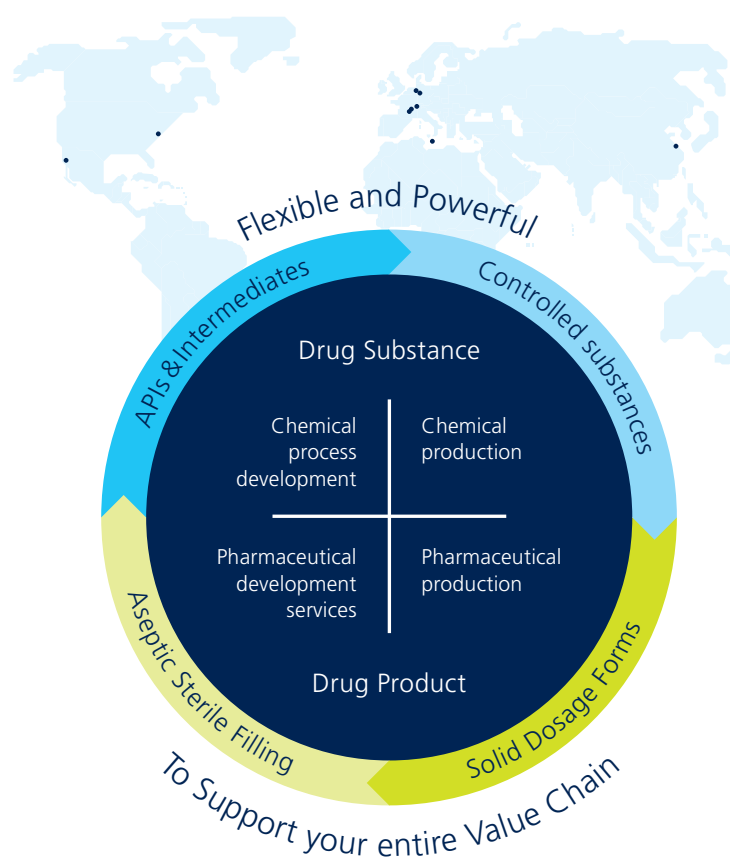 Flexible and Powerful
APIs & Intermediates
Controlled substances
Drug Substance
Chemical
process
development
Chemical
production
Pharmaceutical
development
services
Pharmaceutical
production
Drug Product
Aseptic Sterile Filling
Solid Dosage Forms
To Support your entire Value Chain